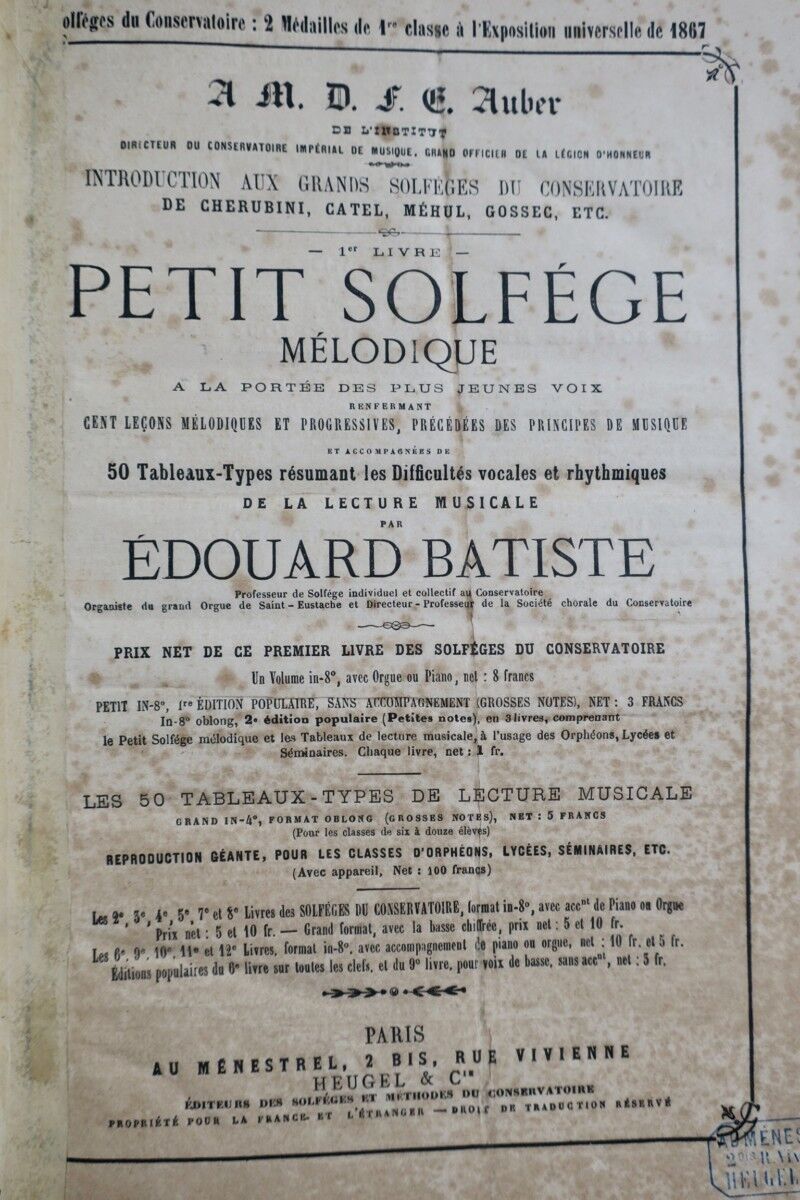 olféges du Conservatoire : 2 Médailles de 1re classe à l'Exposition universelle de 1867
A M. D. F. E. Auber
DE L'INSTITUT
DIRECTEUR DU CONSERVATOIRE IMPÉRIAL DE MUSIQUE, GRAND OFFICIER DE LA LÉGION D'HONNEUR
INTRODUCTION AUX GRANDS SOLFÉGES DU CONSERVATOIRE
DE CHERUBINI, CATEL, MÉHUL, GOSSEC, ETC.
— 1er LIVRE —
PETIT SOLFÉGE
MÉLODIQUE
A LA PORTÉE DES PLUS JEUNES VOIX
RENFERMANT
CENT LEÇONS MÉLODIQUES ET PROGRESSIVES, PRÉCÉDÉES DES PRINCIPES DE MUSIQUE
ET ACCOMPAGNÉES DE
50 Tableaux-Types résumant les Difficultés vocales et rhythmiques
DE LA LECTURE MUSICALE
PAR
ÉDOUARD BATISTE
Professeur de Solfége individuel et collectif au Conservatoire
Organiste du grand Orgue de Saint-Eustache et Directeur-Professeur de la Société chorale du Conservatoire
PRIX NET DE CE PREMIER LIVRE DES SOLFÉGES DU CONSERVATOIRE
Un Volume in-8°, avec Orgue ou Piano, net : 8 francs
PETIT IN-8°, 1re ÉDITION POPULAIRE, SANS ACCOMPAGNEMENT (GROSSES NOTES), NET : 3 FRANCS
In-8° oblong, 2e édition populaire (Petites notes), en 3 livres, comprenant
le Petit Solfége mélodique et les Tableaux de lecture musicale, à l'usage des Orphéons, Lycées et
Séminaires. Chaque livre, net : 1 fr.
LES 50 TABLEAUX-TYPES DE LECTURE MUSICALE
GRAND IN-4°, FORMAT OBLONG (GROSSES NOTES), NET : 5 FRANCS
(Pour les classes de six à douze élèves)
REPRODUCTION GÉANTE, POUR LES CLASSES D'ORPHÉONS, LYCÉES, SÉMINAIRES, ETC.
(Avec appareil, Net : 100 francs)
Les 2e, 3e, 4e, 5e, 7e et 8e Livres des SOLFÉGES DU CONSERVATOIRE, format in-8°, avec accnt de Piano ou Orgue
Prix net : 5 et 10 fr. — Grand format, avec la basse chiffrée, prix net : 5 et 10 fr.
Les 6e, 9e, 10e, 11e et 12e Livres, format in-8°, avec accompagnement de piano ou orgue, net : 10 fr. et 5 fr.
Éditions populaires du 6e livre sur toutes les clefs, et du 9e livre, pour voix de basse, sans accnt, net : 5 fr.
PARIS
AU MÉNESTREL, 2 BIS, RUE VIVIENNE
HEUGEL & Cie
ÉDITEURS DES SOLFÉGES ET MÉTHODES DU CONSERVATOIRE
PROPRIÉTÉ POUR LA FRANCE ET L'ÉTRANGER — DROIT DE TRADUCTION RÉSERVÉ
MÉNES
HEUGEL